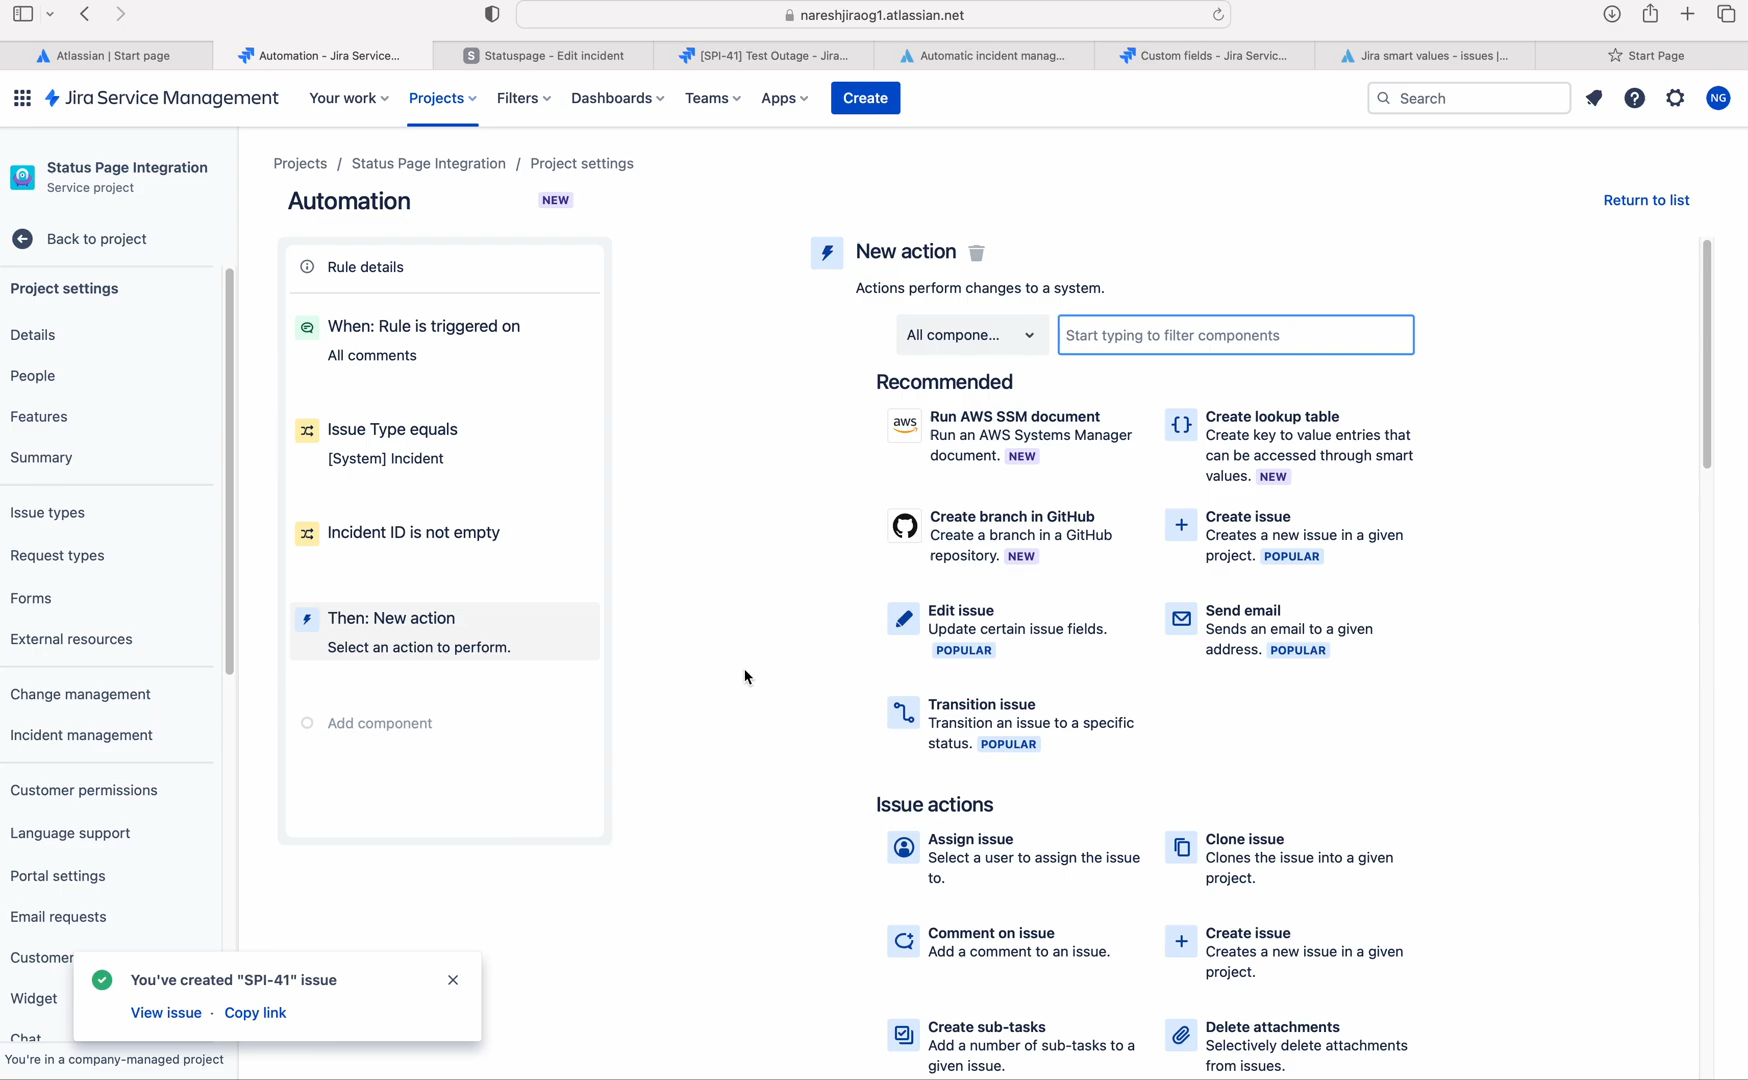 nareshjiraog1.atlassian.net
Atlassian | Start page
Automation - Jira Service...
S Statuspage - Edit incident
[SPI-41] Test Outage - Jira...
Automatic incident manag...
Custom fields - Jira Servic...
Jira smart values - issues |...
Start Page
Jira Service Management
Your work
Projects
Filters
Dashboards
Teams
Apps
Create
Search
NG
Status Page Integration
Service project
Back to project
Project settings
Details
People
Features
Summary
Issue types
Request types
Forms
External resources
Change management
Incident management
Customer permissions
Language support
Portal settings
Email requests
Customer
Widget
Chat
You're in a company-managed project
Projects / Status Page Integration / Project settings
Automation NEW
Return to list
Rule details
When: Rule is triggered on
All comments
Issue Type equals
[System] Incident
Incident ID is not empty
Then: New action
Select an action to perform.
Add component
New action
Actions perform changes to a system.
All compone...
Start typing to filter components
Recommended
aws
Run AWS SSM document
Run an AWS Systems Manager
document. NEW
Create lookup table
Create key to value entries that
can be accessed through smart
values. NEW
Create branch in GitHub
Create a branch in a GitHub
repository. NEW
Create issue
Creates a new issue in a given
project. POPULAR
Edit issue
Update certain issue fields.
POPULAR
Send email
Sends an email to a given
address. POPULAR
Transition issue
Transition an issue to a specific
status. POPULAR
Issue actions
Assign issue
Select a user to assign the issue
to.
Clone issue
Clones the issue into a given
project.
Comment on issue
Add a comment to an issue.
Create issue
Creates a new issue in a given
project.
Create sub-tasks
Add a number of sub-tasks to a
given issue.
Delete attachments
Selectively delete attachments
from issues.
You've created "SPI-41" issue
View issue · Copy link